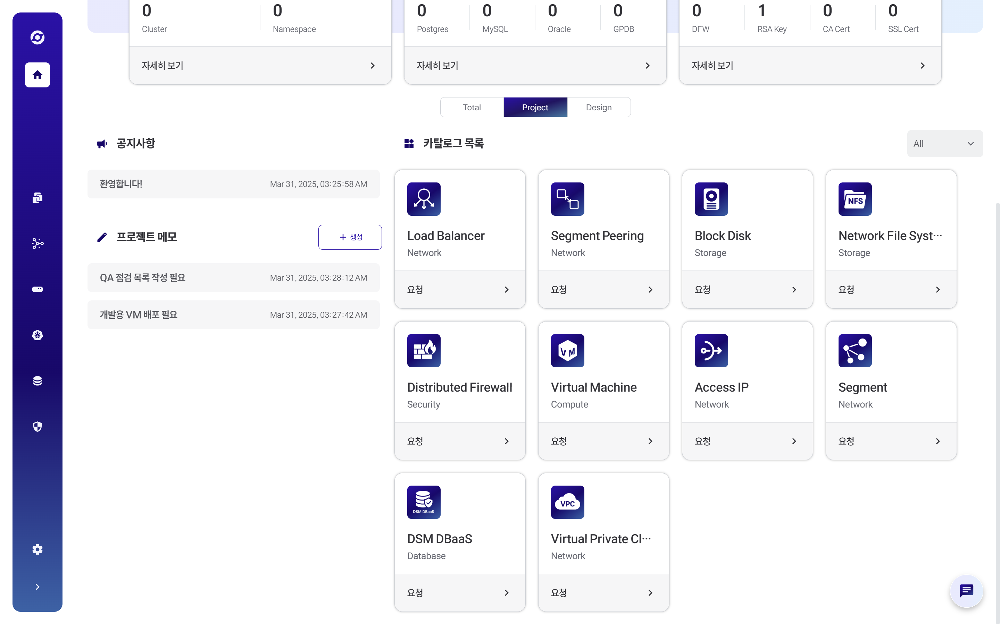 0
Cluster
0
Namespace
자세히 보기
0
Postgres
0
MySQL
0
Oracle
0
GPDB
자세히 보기
0
DFW
1
RSA Key
0
CA Cert
0
SSL Cert
자세히 보기
Total
Project
Design
공지사항
환영합니다!
Mar 31, 2025, 03:25:58 AM
프로젝트 메모
+ 생성
QA 점검 목록 작성 필요
Mar 31, 2025, 03:28:12 AM
개발용 VM 배포 필요
Mar 31, 2025, 03:27:42 AM
카탈로그 목록
All
Load Balancer
Network
요청
Segment Peering
Network
요청
Block Disk
Storage
요청
NFS
Network File Syst···
Storage
요청
Distributed Firewall
Security
요청
VM
Virtual Machine
Compute
요청
Access IP
Network
요청
Segment
Network
요청
DSM DBaaS
DSM DBaaS
Database
요청
VPC
Virtual Private Cl···
Network
요청